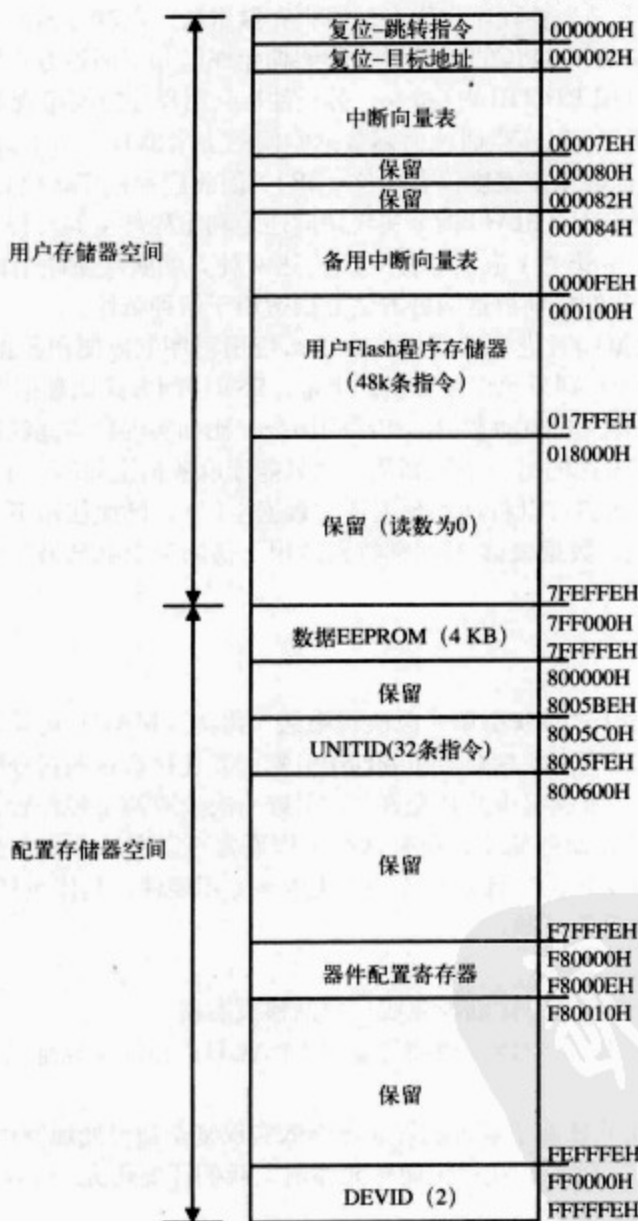 复位–跳转指令
000000H
复位–目标地址
000002H
中断向量表
00007EH
保留
000080H
保留
000082H
000084H
用户存储器空间
备用中断向量表
0000FEH
000100H
用户Flash程序存储器
(48k条指令)
017FFEH
018000H
保留（读数为0）
7FEFFEH
7FF000H
数据EEPROM（4 KB）
7FFFFEH
800000H
保留
8005BEH
8005C0H
UNITID(32条指令)
8005FEH
800600H
配置存储器空间
保留
F7FFFEH
F80000H
器件配置寄存器
F8000EH
F80010H
保留
FEFFFEH
FF0000H
DEVID（2）
FFFFFEH